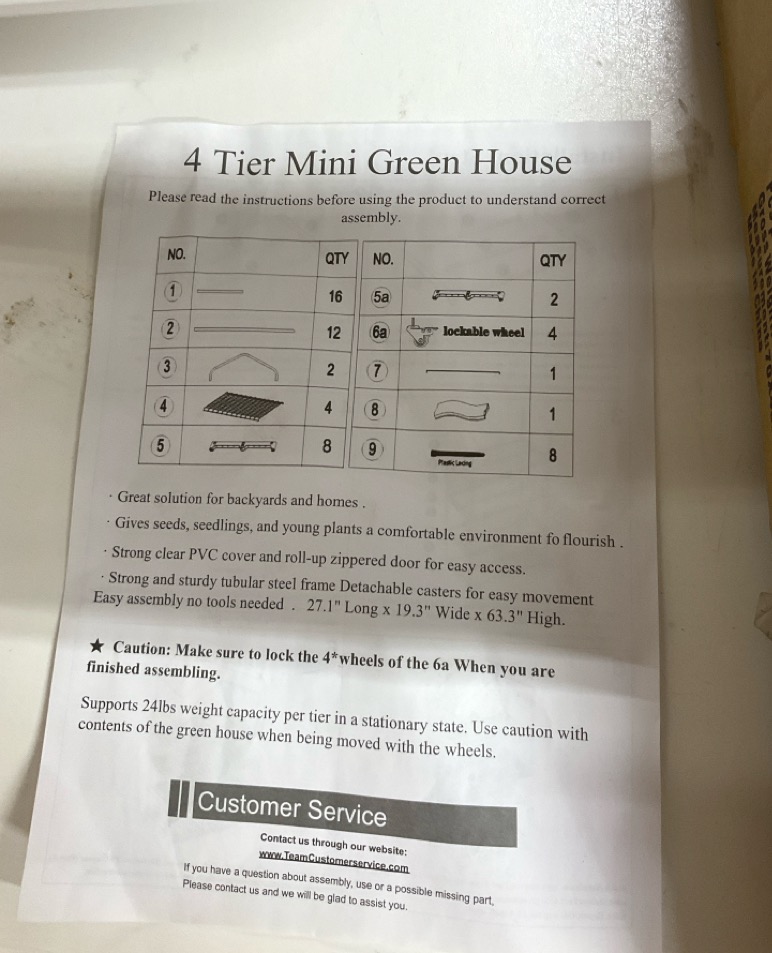 4 Tier Mini Green House
Please read the instructions before using the product to understand correct
assembly.
NO. QTY NO. QTY
1 16 5a 2
2 12 6a lockable wheel 4
3 2 7 1
4 4 8 1
5 8 9 Plastic Lacing 8
· Great solution for backyards and homes .
· Gives seeds, seedlings, and young plants a comfortable environment fo flourish .
· Strong clear PVC cover and roll-up zippered door for easy access.
· Strong and sturdy tubular steel frame Detachable casters for easy movement
Easy assembly no tools needed . 27.1" Long x 19.3" Wide x 63.3" High.
★ Caution: Make sure to lock the 4*wheels of the 6a When you are
finished assembling.
Supports 24lbs weight capacity per tier in a stationary state. Use caution with
contents of the green house when being moved with the wheels.
Customer Service
Contact us through our website:
www.TeamCustomerservice.com
If you have a question about assembly, use or a possible missing part,
Please contact us and we will be glad to assist you.